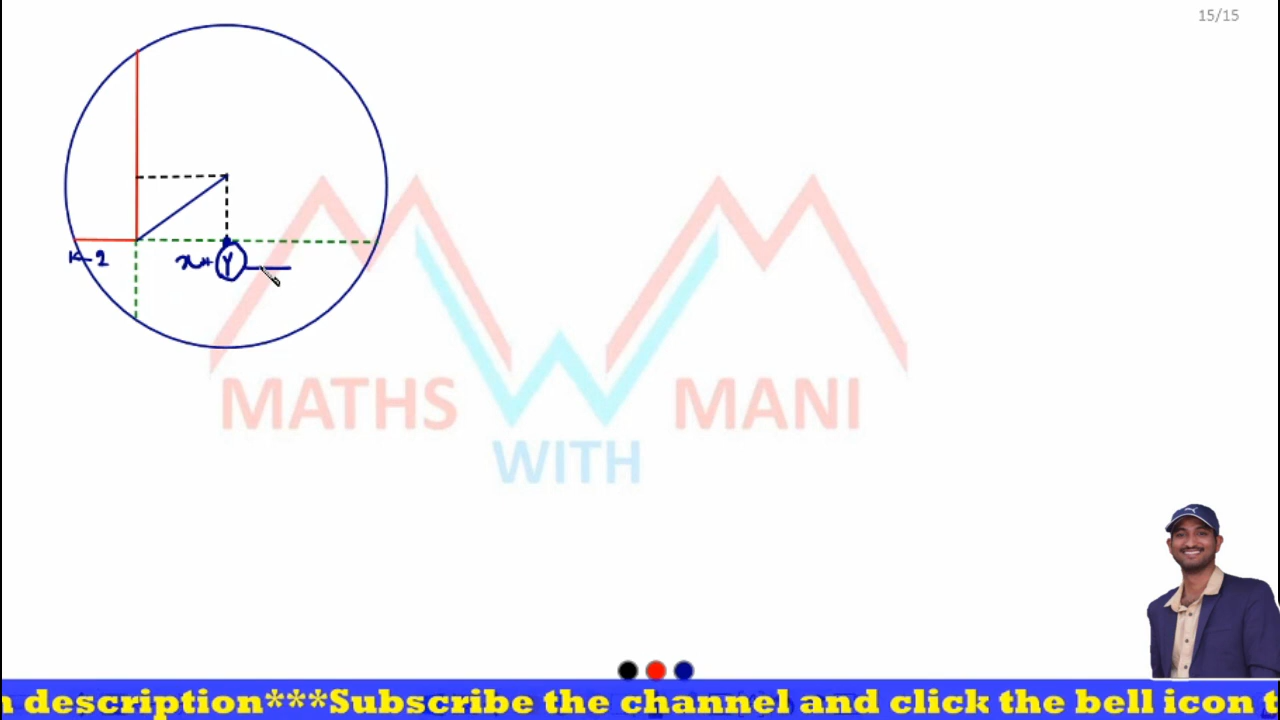 15/15
K-2
x+ Y
MATHS
WITH
MANI
n description***Subscribe the channel and click the bell icon t